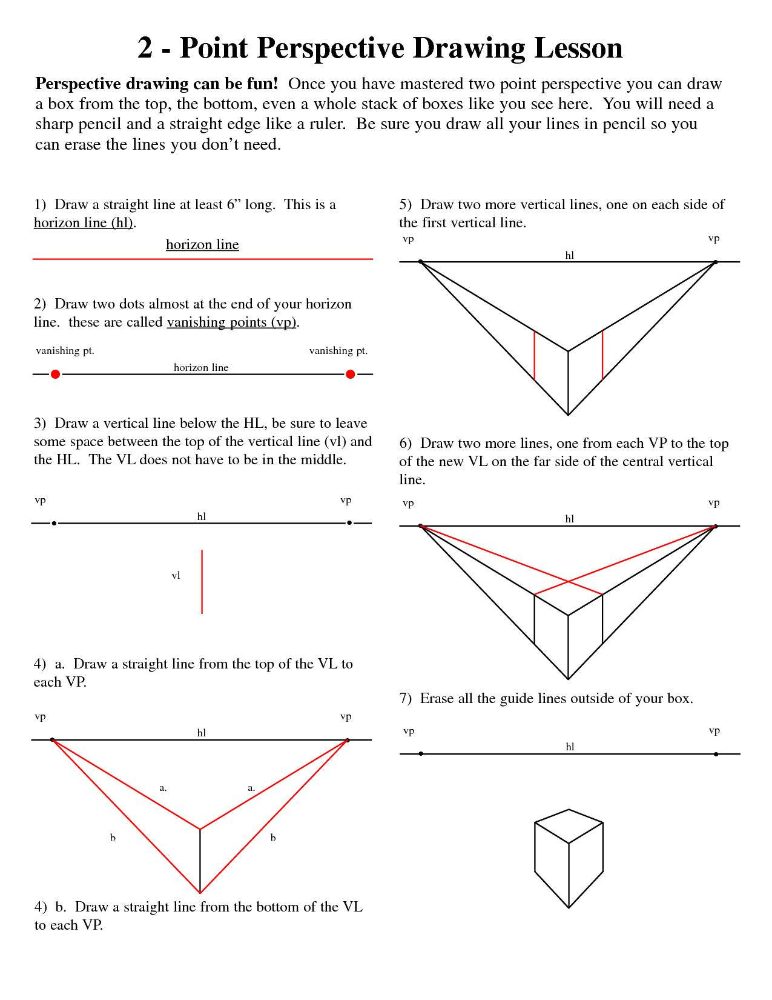 2 - Point Perspective Drawing Lesson
Perspective drawing can be fun!  Once you have mastered two point perspective you can draw
a box from the top, the bottom, even a whole stack of boxes like you see here.  You will need a
sharp pencil and a straight edge like a ruler.  Be sure you draw all your lines in pencil so you
can erase the lines you don’t need.
1)  Draw a straight line at least 6” long.  This is a
horizon line (hl).
horizon line
2)  Draw two dots almost at the end of your horizon
line.  these are called vanishing points (vp).
vanishing pt.
vanishing pt.
horizon line
3)  Draw a vertical line below the HL, be sure to leave
some space between the top of the vertical line (vl) and
the HL.  The VL does not have to be in the middle.
vp
vp
hl
vl
4)  a.  Draw a straight line from the top of the VL to
each VP.
vp
vp
hl
a.
a.
b
b
4)  b.  Draw a straight line from the bottom of the VL
to each VP.
5)  Draw two more vertical lines, one on each side of
the first vertical line.
vp
vp
hl
6)  Draw two more lines, one from each VP to the top
of the new VL on the far side of the central vertical
line.
vp
vp
hl
7)  Erase all the guide lines outside of your box.
vp
vp
hl